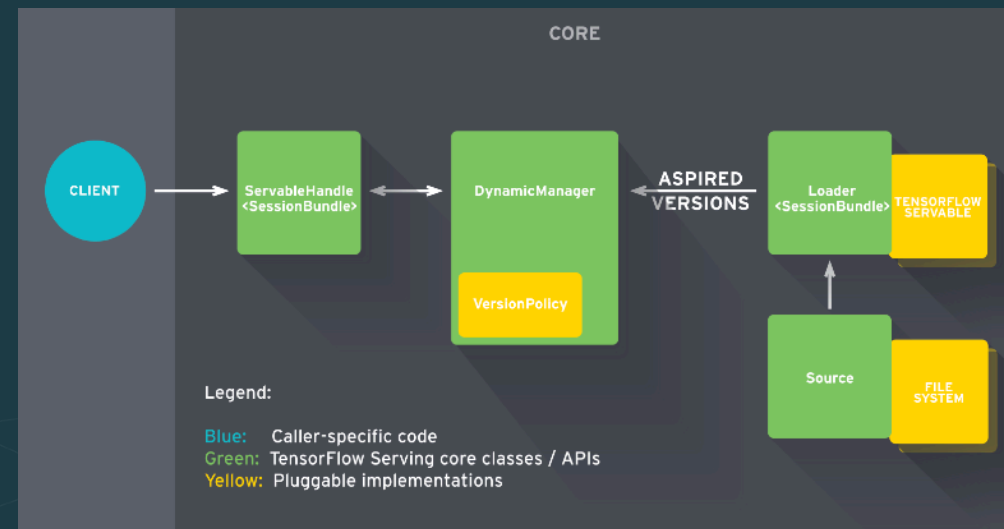 CORE
CLIENT
ServableHandle
<SessionBundle>
DynamicManager
VersionPolicy
ASPIRED
VERSIONS
Loader
<SessionBundle>
TENSORFLOW
SERVABLE
Source
FILE
SYSTEM
Legend:
Blue: Caller-specific code
Green: TensorFlow Serving core classes / APIs
Yellow: Pluggable implementations